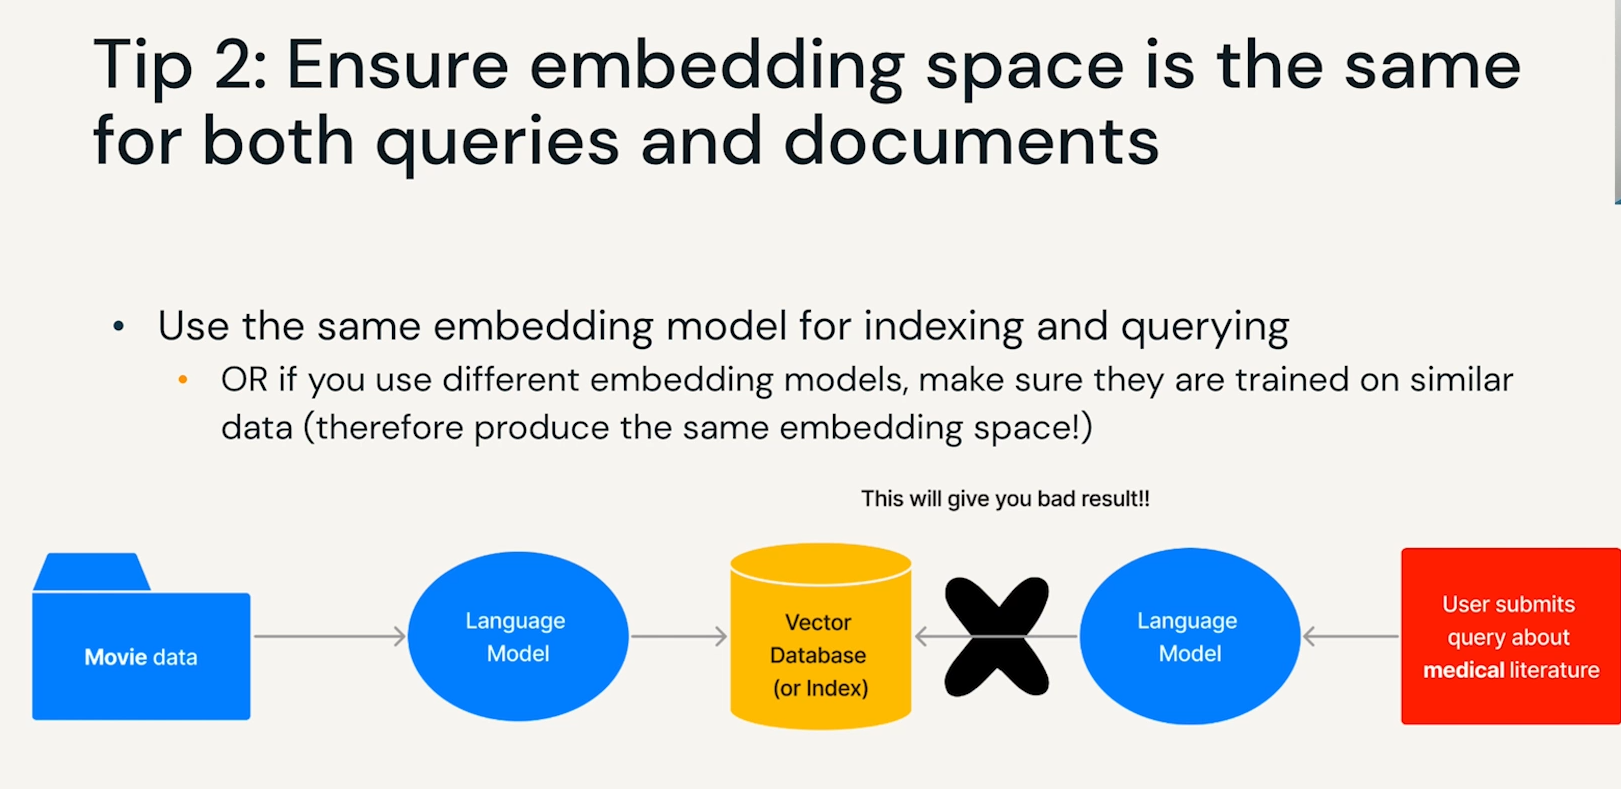 Tip 2: Ensure embedding space is the same
for both queries and documents
• Use the same embedding model for indexing and querying
• OR if you use different embedding models, make sure they are trained on similar
data (therefore produce the same embedding space!)
This will give you bad result!!
Movie data
Language
Model
Vector
Database
(or Index)
Language
Model
User submits
query about
medical literature